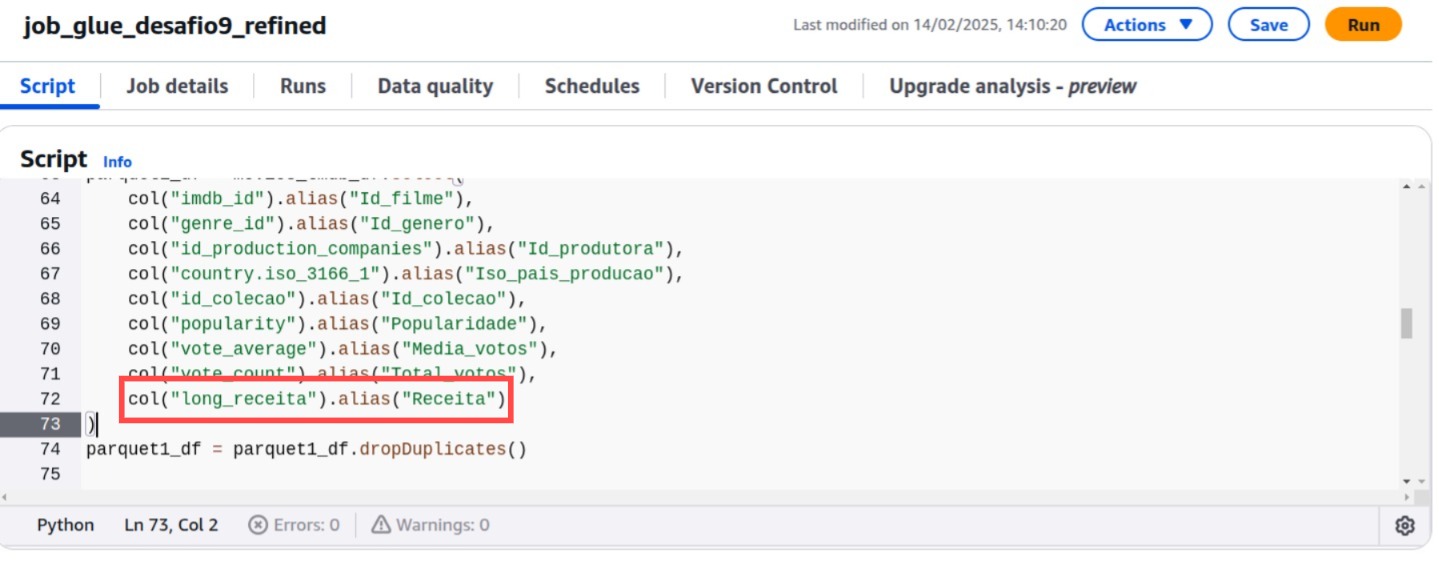 job_glue_desafio9_refined
Last modified on 14/02/2025, 14:10:20 Actions Save Run
Script Job details Runs Data quality Schedules Version Control Upgrade analysis - preview
Script Info
64 col("imdb_id").alias("Id_filme"),
65 col("genre_id").alias("Id_genero"),
66 col("id_production_companies").alias("Id_produtora"),
67 col("country.iso_3166_1").alias("Iso_pais_producao"),
68 col("id_colecao").alias("Id_colecao"),
69 col("popularity").alias("Popularidade"),
70 col("vote_average").alias("Media_votos"),
71 col("vote_count").alias("Total_votos"),
72 col("long_receita").alias("Receita")
73 )
74 parquet1_df = parquet1_df.dropDuplicates()
75
Python Ln 73, Col 2 Errors: 0 Warnings: 0